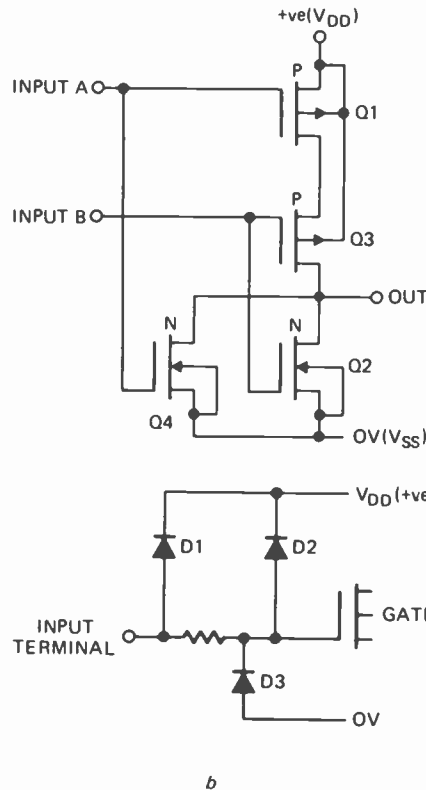 +ve(VDD)
P
INPUT A
Q1
P
INPUT B
Q3
OUT
N
N
Q2
Q4
OV(VSS)
VDD(+ve
D1
D2
INPUT
TERMINAL
GATE
D3
OV
b